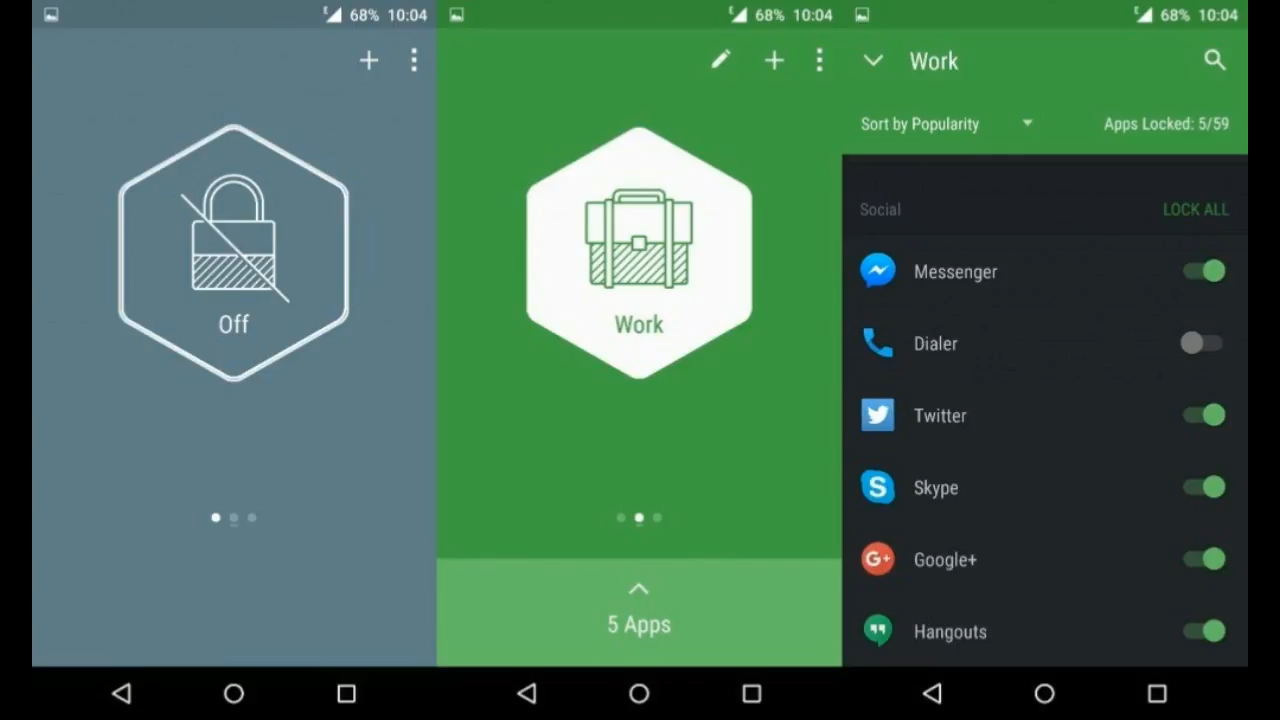 68% 10:04
Off
68% 10:04
Work
5 Apps
68% 10:04
Work
Sort by Popularity Apps Locked: 5/59
Social LOCK ALL
Messenger
Dialer
Twitter
Skype
Google+
Hangouts